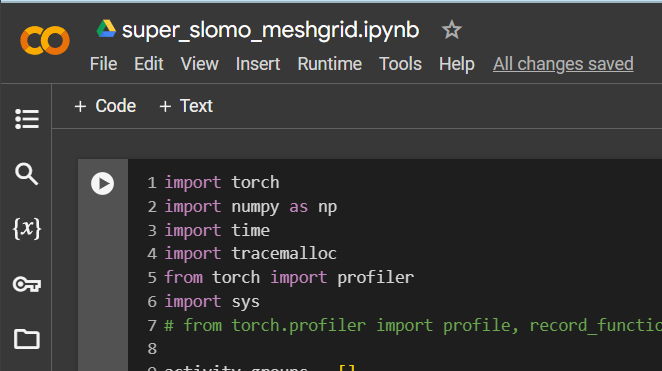 super_slomo_meshgrid.ipynb
File Edit View Insert Runtime Tools Help All changes saved
+ Code + Text
{x}
1 import torch
2 import numpy as np
3 import time
4 import tracemalloc
5 from torch import profiler
6 import sys
7 # from torch.profiler import profile, record_functio
8
9 activity_groups = []